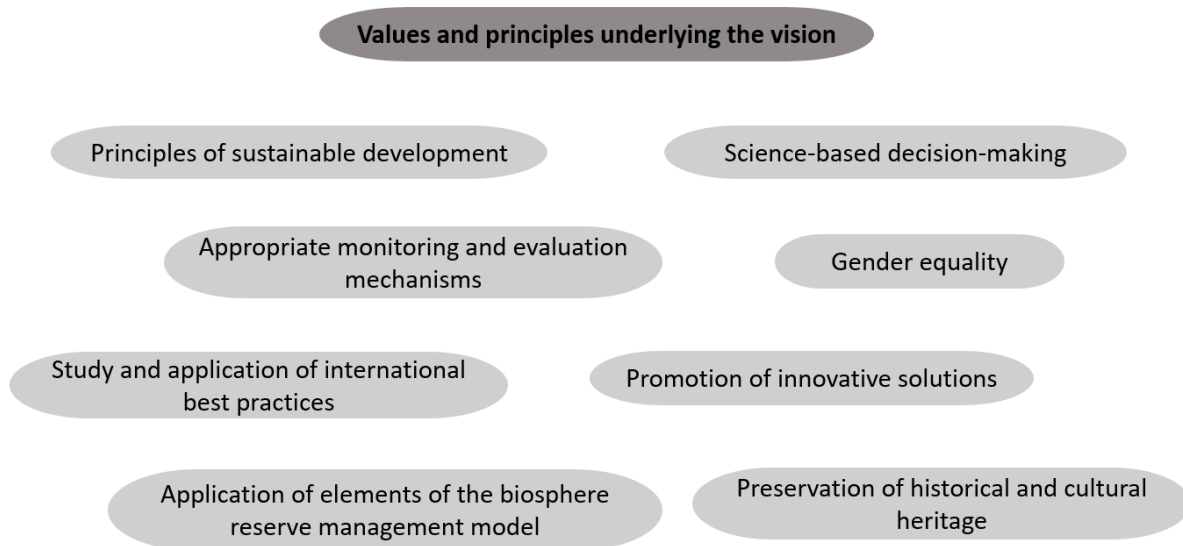 Values and principles underlying the vision
Principles of sustainable development
Science-based decision-making
Appropriate monitoring and evaluation
mechanisms
Gender equality
Study and application of international
best practices
Promotion of innovative solutions
Application of elements of the biosphere
reserve management model
Preservation of historical and cultural
heritage